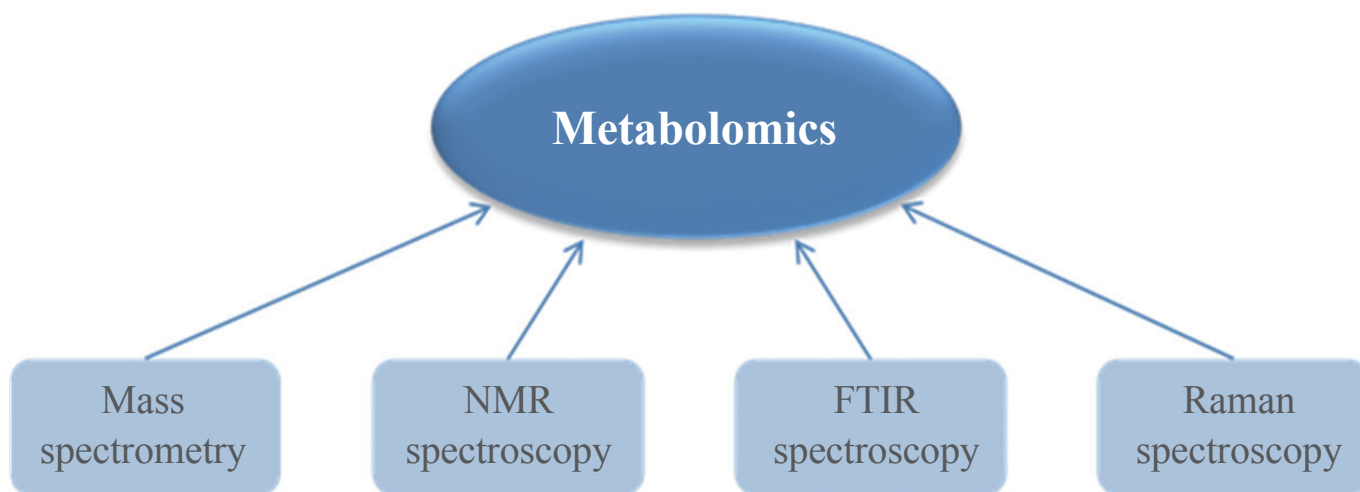 Metabolomics
Mass
spectrometry
NMR
spectroscopy
FTIR
spectroscopy
Raman
spectroscopy